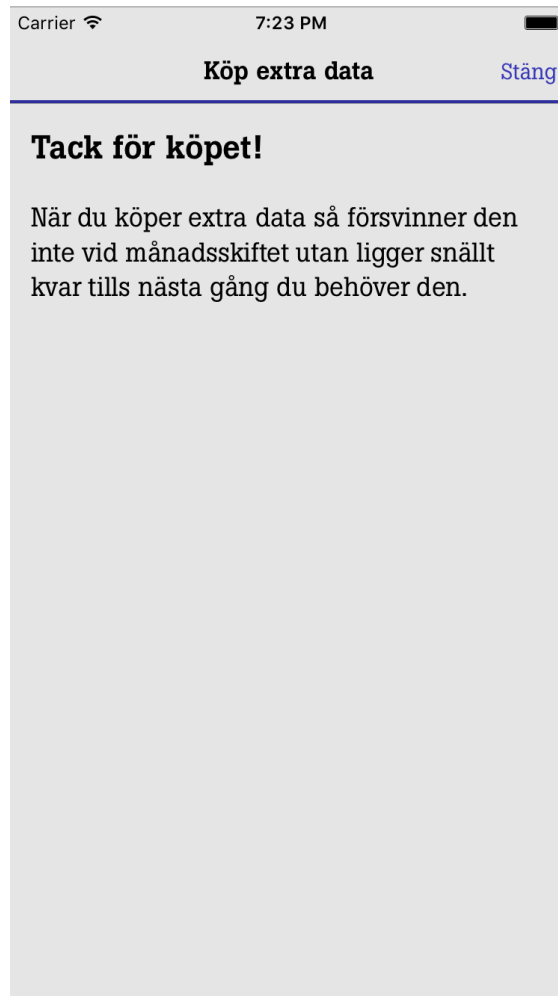 Carrier 7:23 PM
Köp extra data Stäng
Tack för köpet!
När du köper extra data så försvinner den
inte vid månadsskiftet utan ligger snällt
kvar tills nästa gång du behöver den.